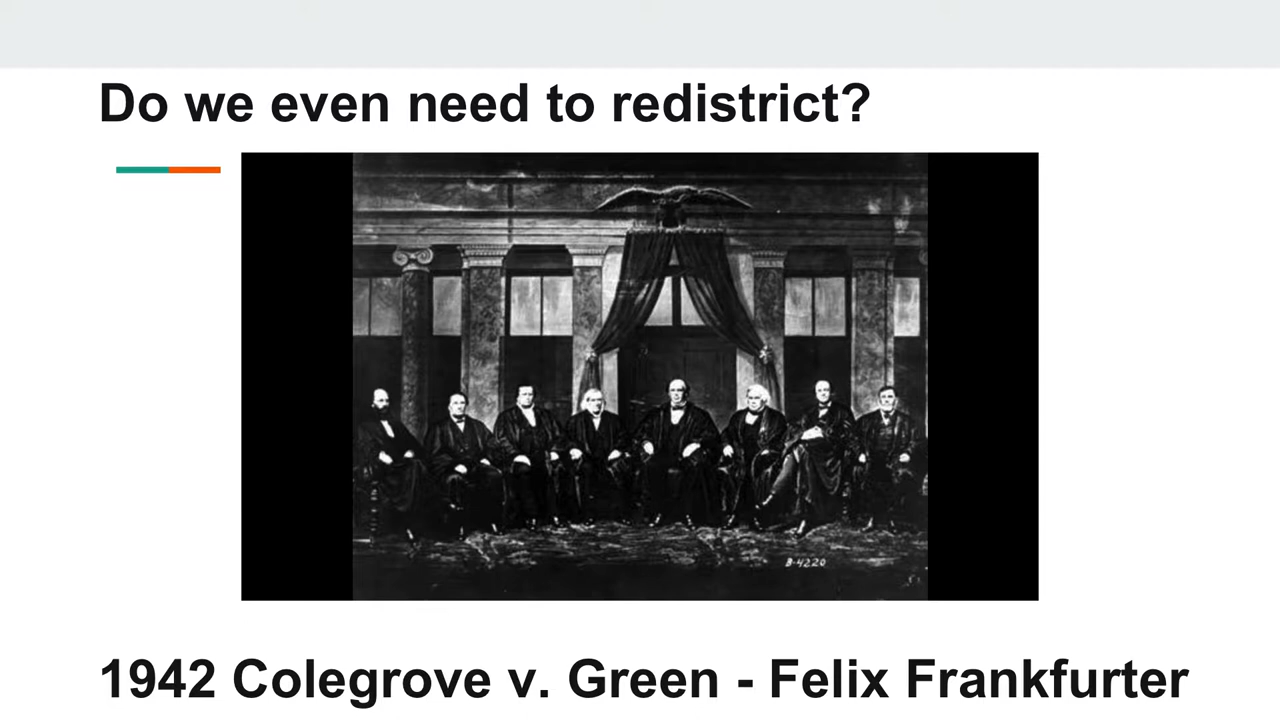 Do we even need to redistrict?
B-4220
1942 Colegrove v. Green - Felix Frankfurter